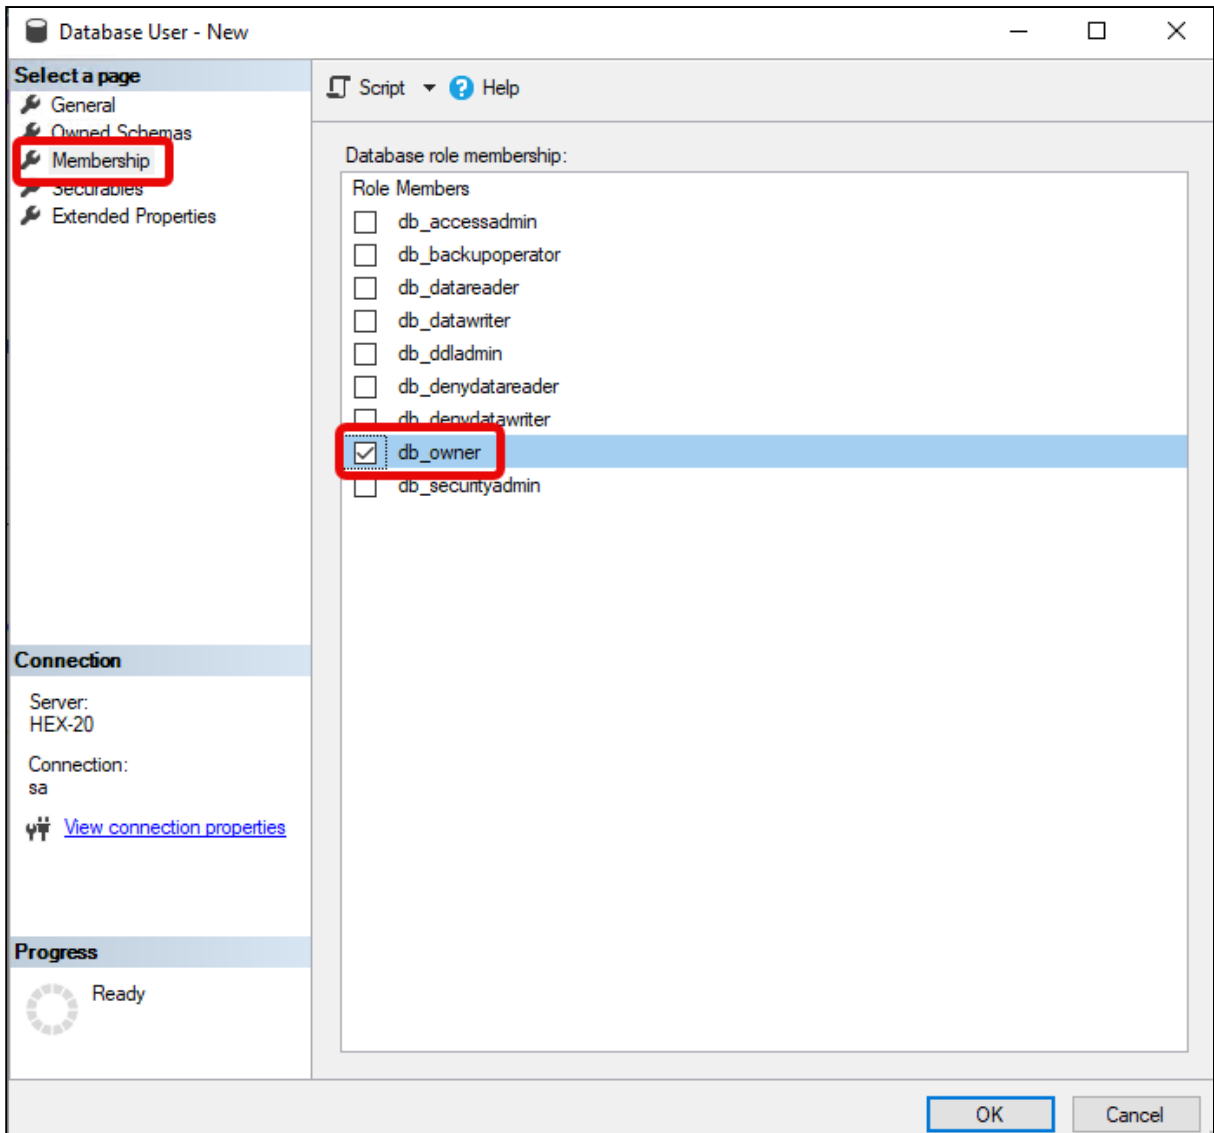 Database User - New
Select a page
General
Owned Schemas
Membership
Securables
Extended Properties
Script
Help
Database role membership:
Role Members
db_accessadmin
db_backupoperator
db_datareader
db_datawriter
db_ddladmin
db_denydatareader
db_denydatawriter
db_owner
db_securityadmin
Connection
Server:
HEX-20
Connection:
sa
View connection properties
Progress
Ready
OK
Cancel